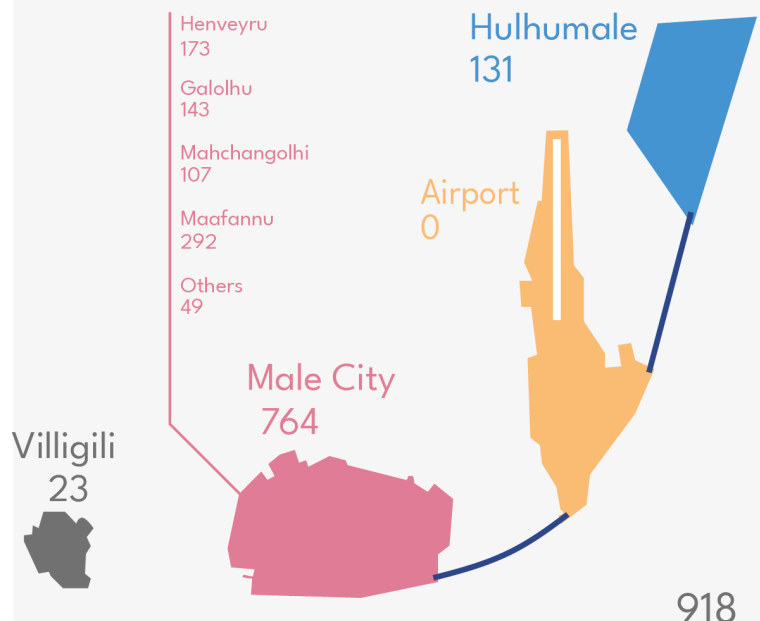 Henveyru
173
Galolhu
143
Mahchangolhi
107
Maafannu
292
Others
49
Hulhumale
131
Airport
0
Male City
764
Villigili
23
918